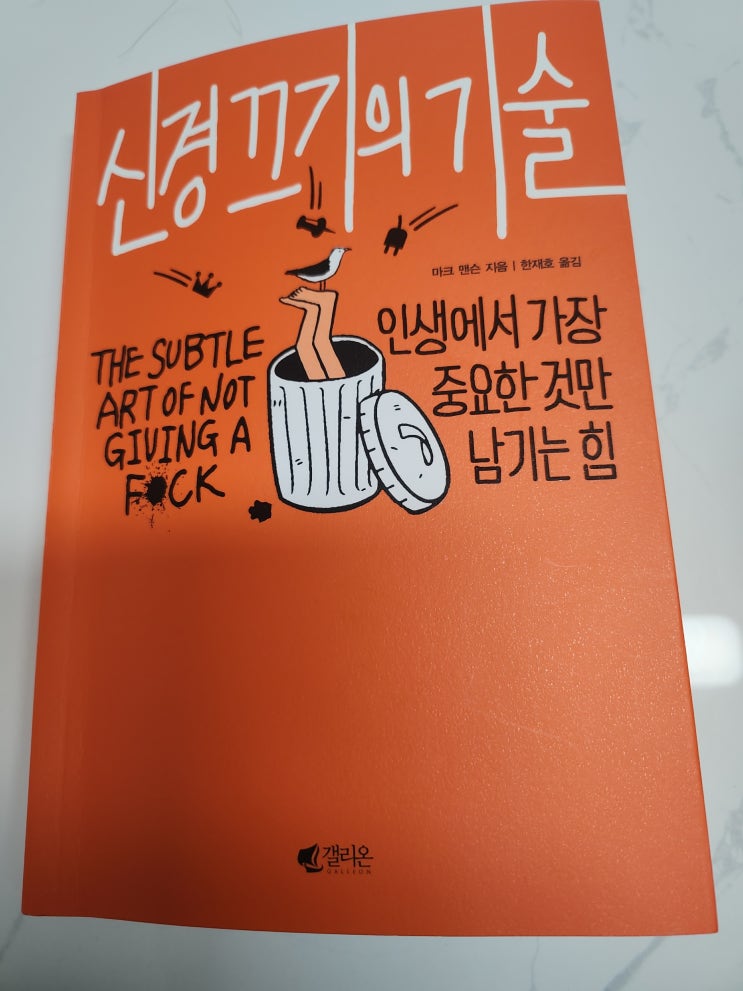 신경 끄기의 기술
마크 맨슨 지음 | 한재호 옮김
THE SUBTLE
ART OF NOT
GIVING A
F CK
인생에서 가장
중요한 것만
남기는 힘
갤리온
GALLEON